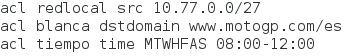 acl redlocal src 10.77.0.0/27
acl blanca dstdomain www.motogp.com/es
acl tiempo time MTWHFAS 08:00-12:00